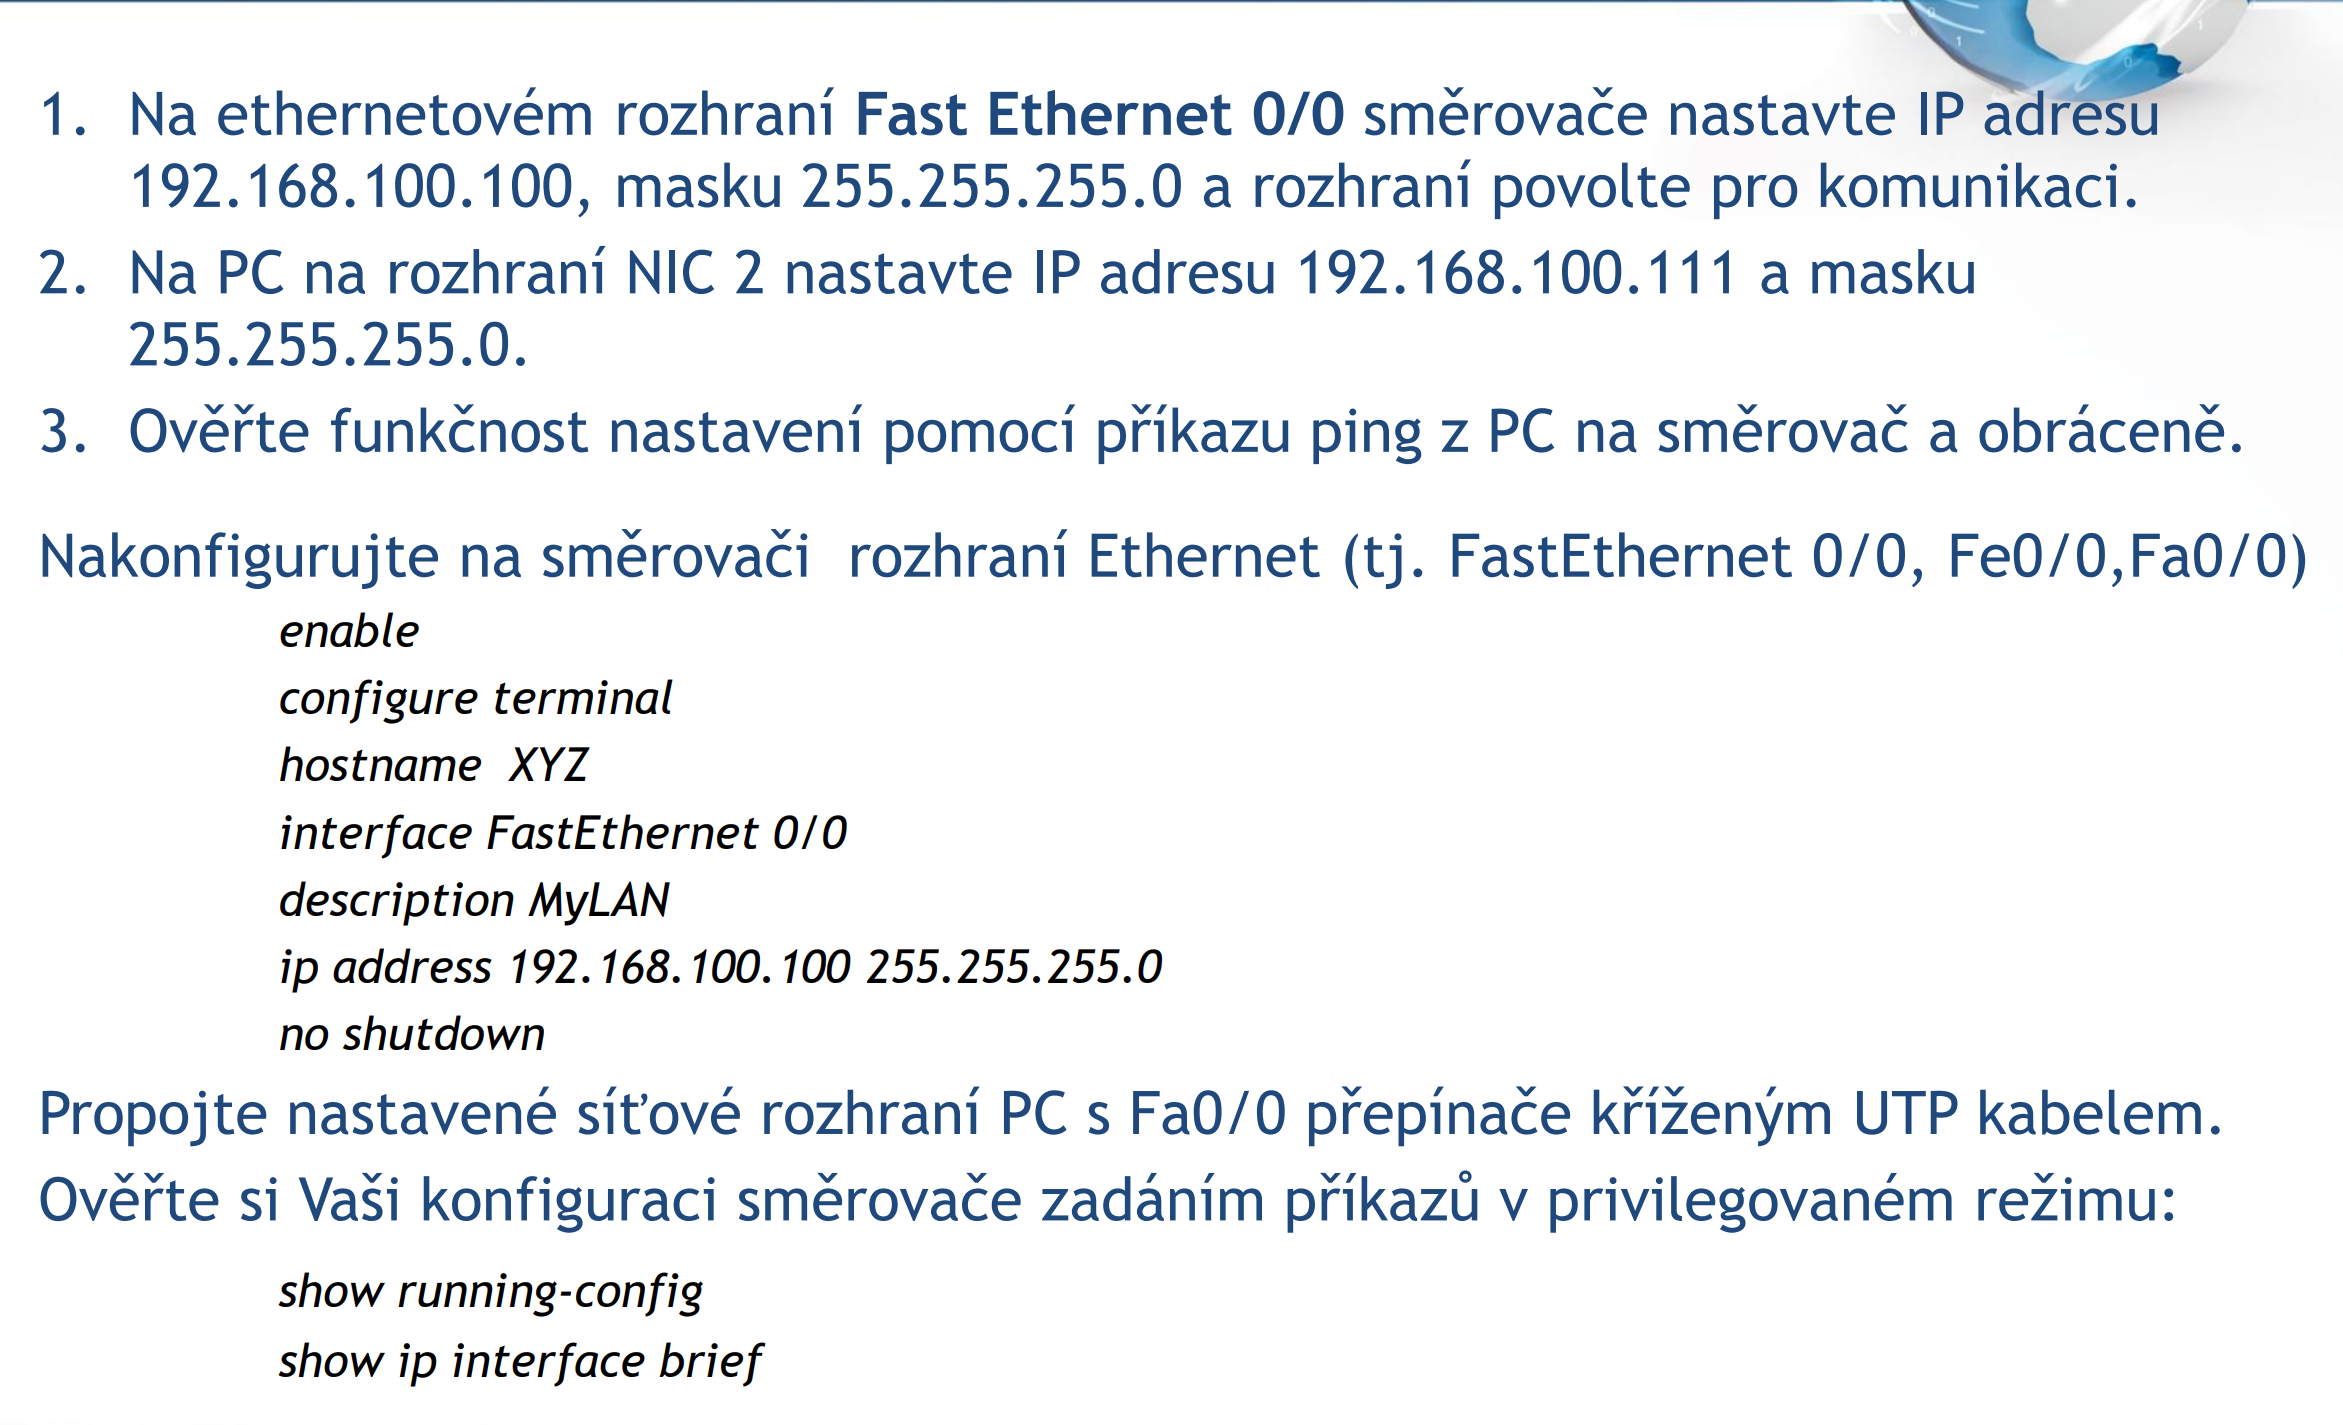 1. Na ethernetovém rozhraní Fast Ethernet 0/0 směrovače nastavte IP adresu
192.168.100.100, masku 255.255.255.0 a rozhraní povolte pro komunikaci.
2. Na PC na rozhraní NIC 2 nastavte IP adresu 192.168.100.111 a masku
255.255.255.0.
3. Ověřte funkčnost nastavení pomocí příkazu ping z PC na směrovač a obráceně.
Nakonfigurujte na směrovači rozhraní Ethernet (tj. FastEthernet 0/0, Fe0/0,Fa0/0)
enable
configure terminal
hostname XYZ
interface FastEthernet 0/0
description MyLAN
ip address 192.168.100.100 255.255.255.0
no shutdown
Propojte nastavené síťové rozhraní PC s Fa0/0 přepínače kříženým UTP kabelem.
Ověřte si Vaši konfiguraci směrovače zadáním příkazů v privilegovaném režimu:
show running-config
show ip interface brief